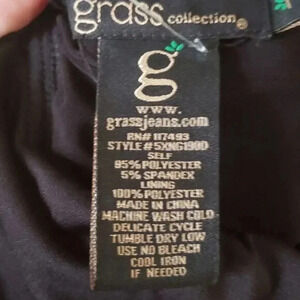 grass collection®
g
www.
grassjeans.com
RN# 117493
STYLE#5XNG190D
SELF
95% POLYESTER
5% SPANDEX
LINING
100% POLYESTER
MADE IN CHINA
MACHINE WASH COLD
DELICATE CYCLE
TUMBLE DRY LOW
USE NO BLEACH
COOL IRON
IF NEEDED